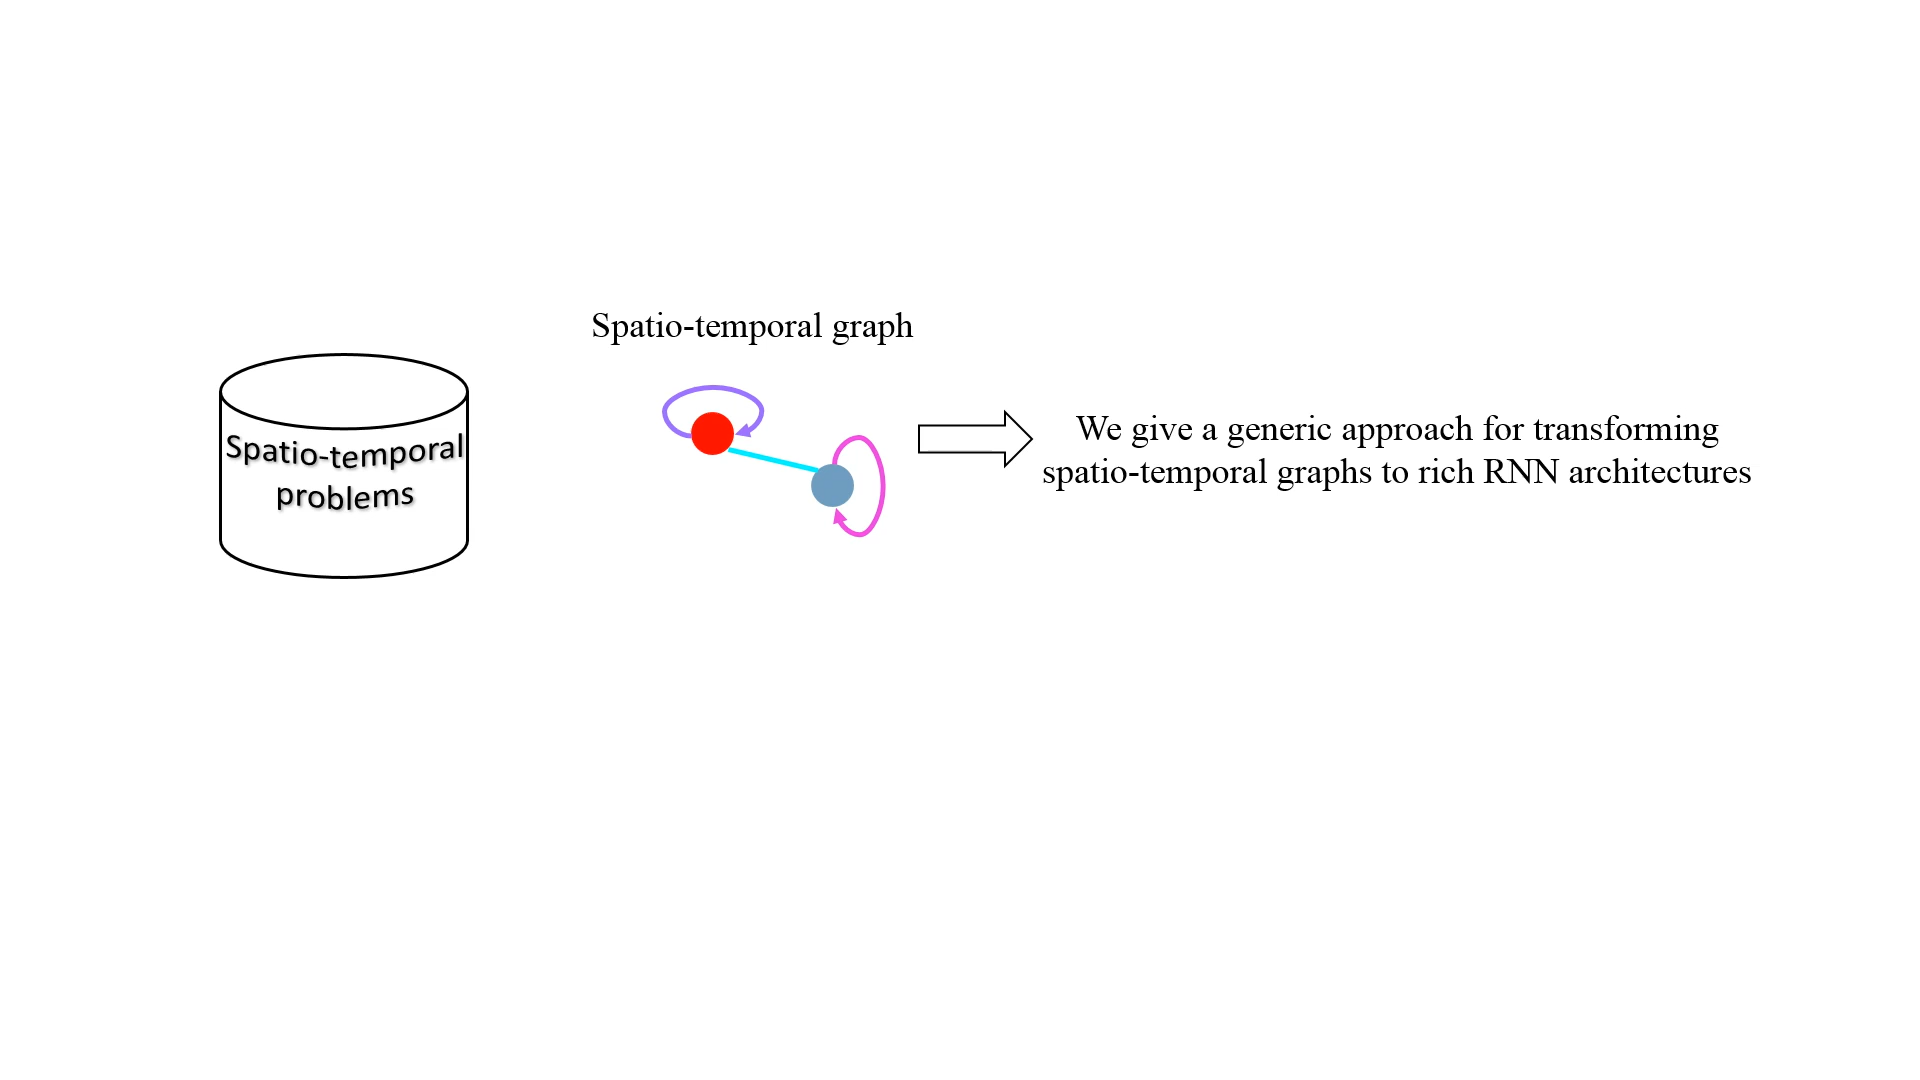 Spatio-temporal graph
Spatio-temporal
problems
We give a generic approach for transforming
spatio-temporal graphs to rich RNN architectures